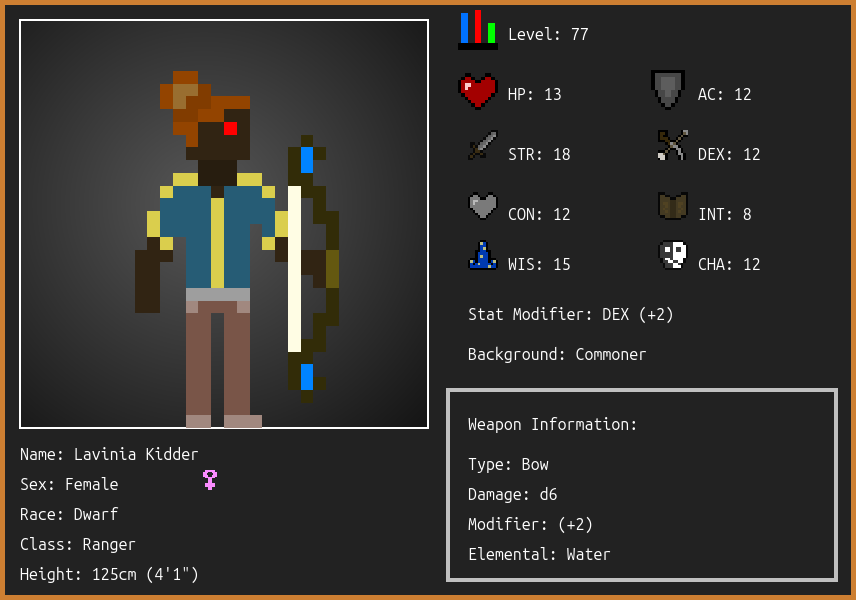 Level: 77
HP: 13
AC: 12
STR: 18
DEX: 12
CON: 12
INT: 8
WIS: 15
CHA: 12
Stat Modifier: DEX (+2)
Background: Commoner
Weapon Information:
Type: Bow
Damage: d6
Modifier: (+2)
Elemental: Water
Name: Lavinia Kidder
Sex: Female
Race: Dwarf
Class: Ranger
Height: 125cm (4'1")